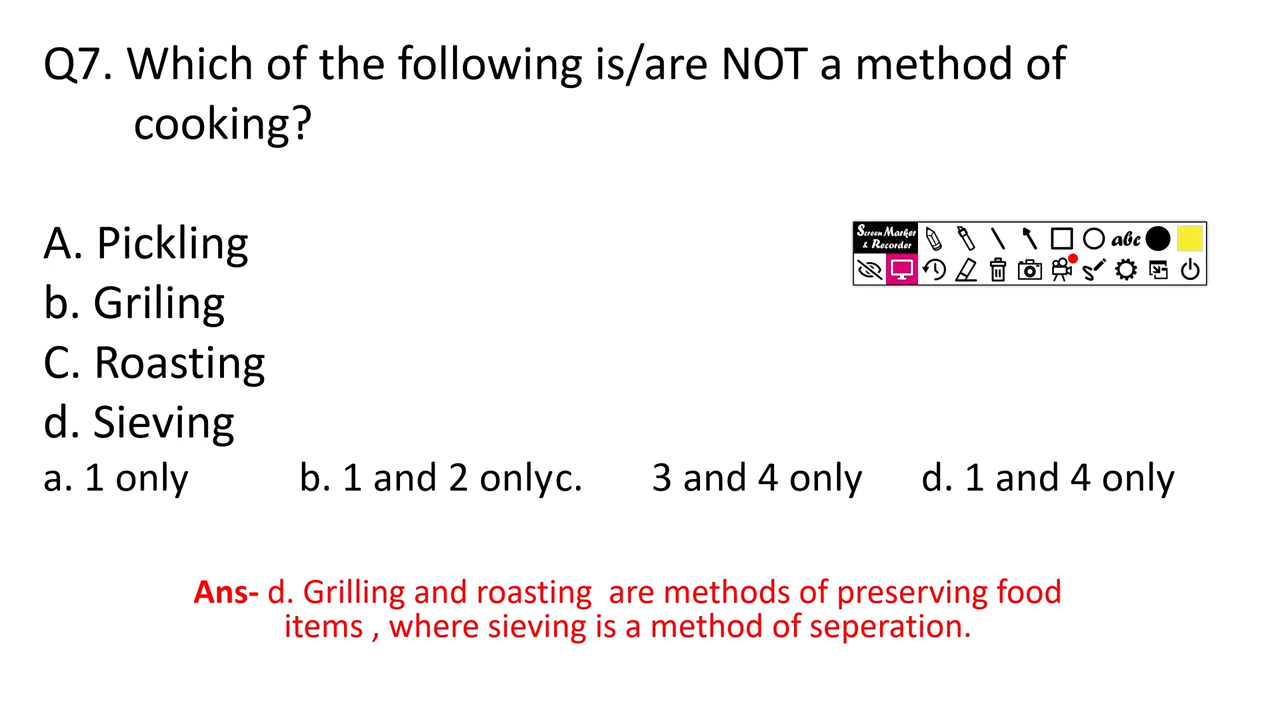 Q7. Which of the following is/are NOT a method of
cooking?
A. Pickling
Screen Marker
& Recorder
abc
b. Griling
C. Roasting
d. Sieving
a. 1 only b. 1 and 2 onlyc. 3 and 4 only d. 1 and 4 only
Ans- d. Grilling and roasting are methods of preserving food
items , where sieving is a method of seperation.